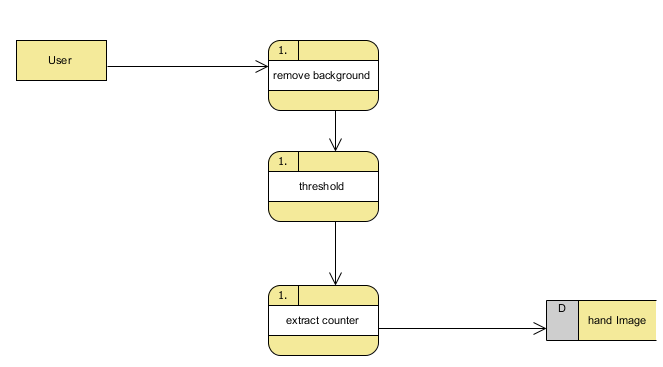 User
1.
remove background
1.
threshold
1.
extract counter
D
hand Image